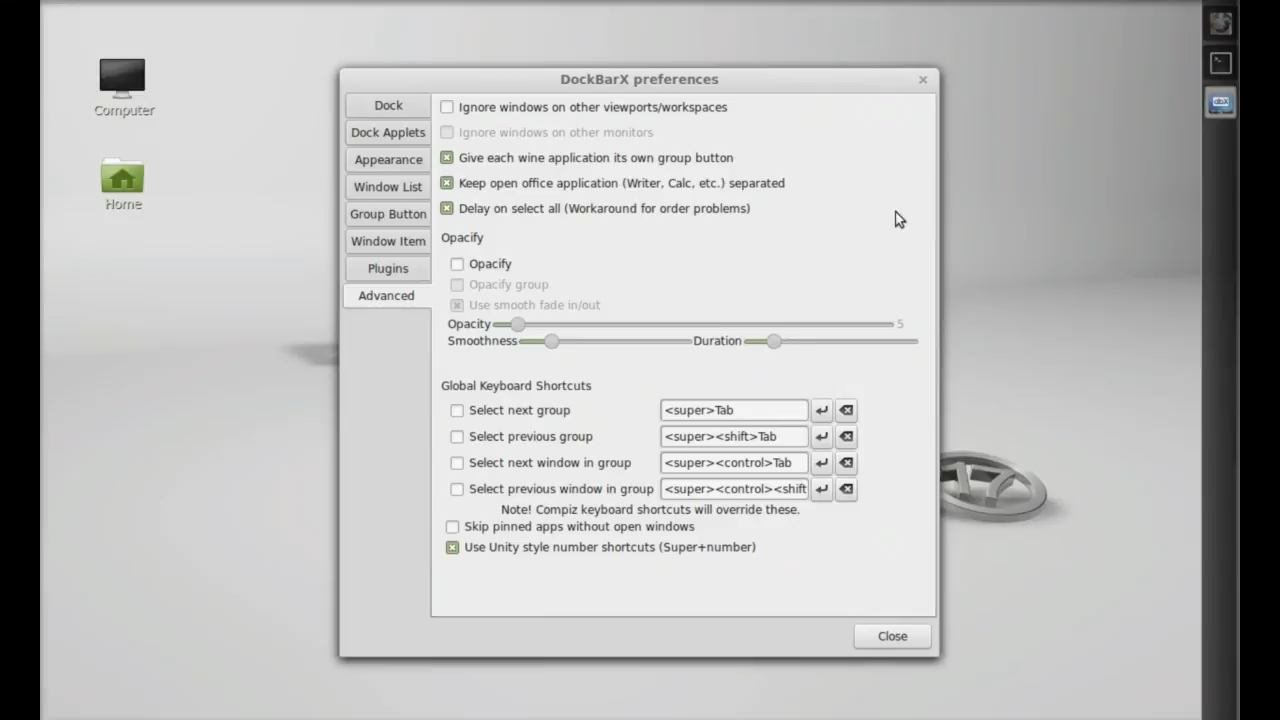 DockBarX preferences
Computer
Home
Dock
Dock Applets
Appearance
Window List
Group Button
Window Item
Plugins
Advanced
Ignore windows on other viewports/workspaces
Ignore windows on other monitors
Give each wine application its own group button
Keep open office application (Writer, Calc, etc.) separated
Delay on select all (Workaround for order problems)
Opacify
Opacify
Opacify group
Use smooth fade in/out
Opacity 5
Smoothness Duration
Global Keyboard Shortcuts
Select next group <super>Tab
Select previous group <super><shift>Tab
Select next window in group <super><control>Tab
Select previous window in group <super><control><shift
Note! Compiz keyboard shortcuts will override these.
Skip pinned apps without open windows
Use Unity style number shortcuts (Super+number)
Close
17
dbX